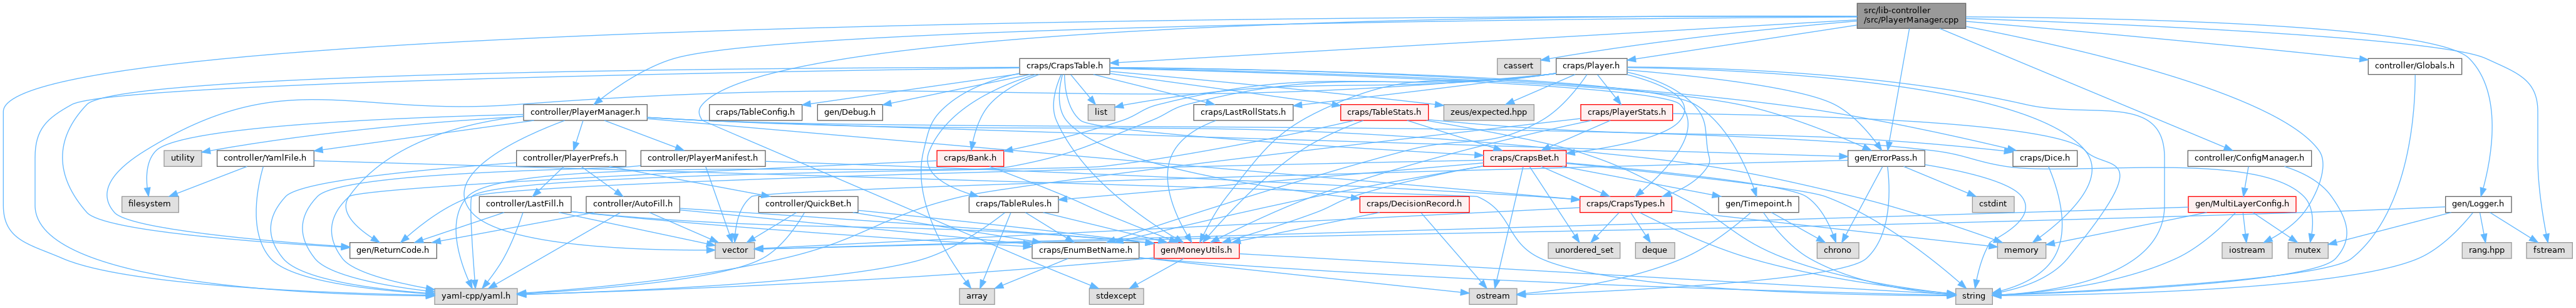 src/lib-controller
/src/PlayerManager.cpp
craps/CrapsTable.h
cassert
craps/Player.h
controller/Globals.h
controller/PlayerManager.h
craps/TableConfig.h
gen/Debug.h
list
craps/LastRollStats.h
craps/TableStats.h
zeus/expected.hpp
craps/PlayerStats.h
utility
controller/YamlFile.h
controller/PlayerPrefs.h
controller/PlayerManifest.h
craps/Bank.h
craps/CrapsBet.h
gen/ErrorPass.h
craps/Dice.h
controller/ConfigManager.h
filesystem
controller/LastFill.h
controller/AutoFill.h
controller/QuickBet.h
craps/TableRules.h
craps/DecisionRecord.h
craps/CrapsTypes.h
gen/Timepoint.h
cstdint
gen/MultiLayerConfig.h
gen/Logger.h
gen/ReturnCode.h
vector
craps/EnumBetName.h
gen/MoneyUtils.h
unordered_set
deque
chrono
memory
iostream
mutex
rang.hpp
fstream
yaml-cpp/yaml.h
array
stdexcept
ostream
string